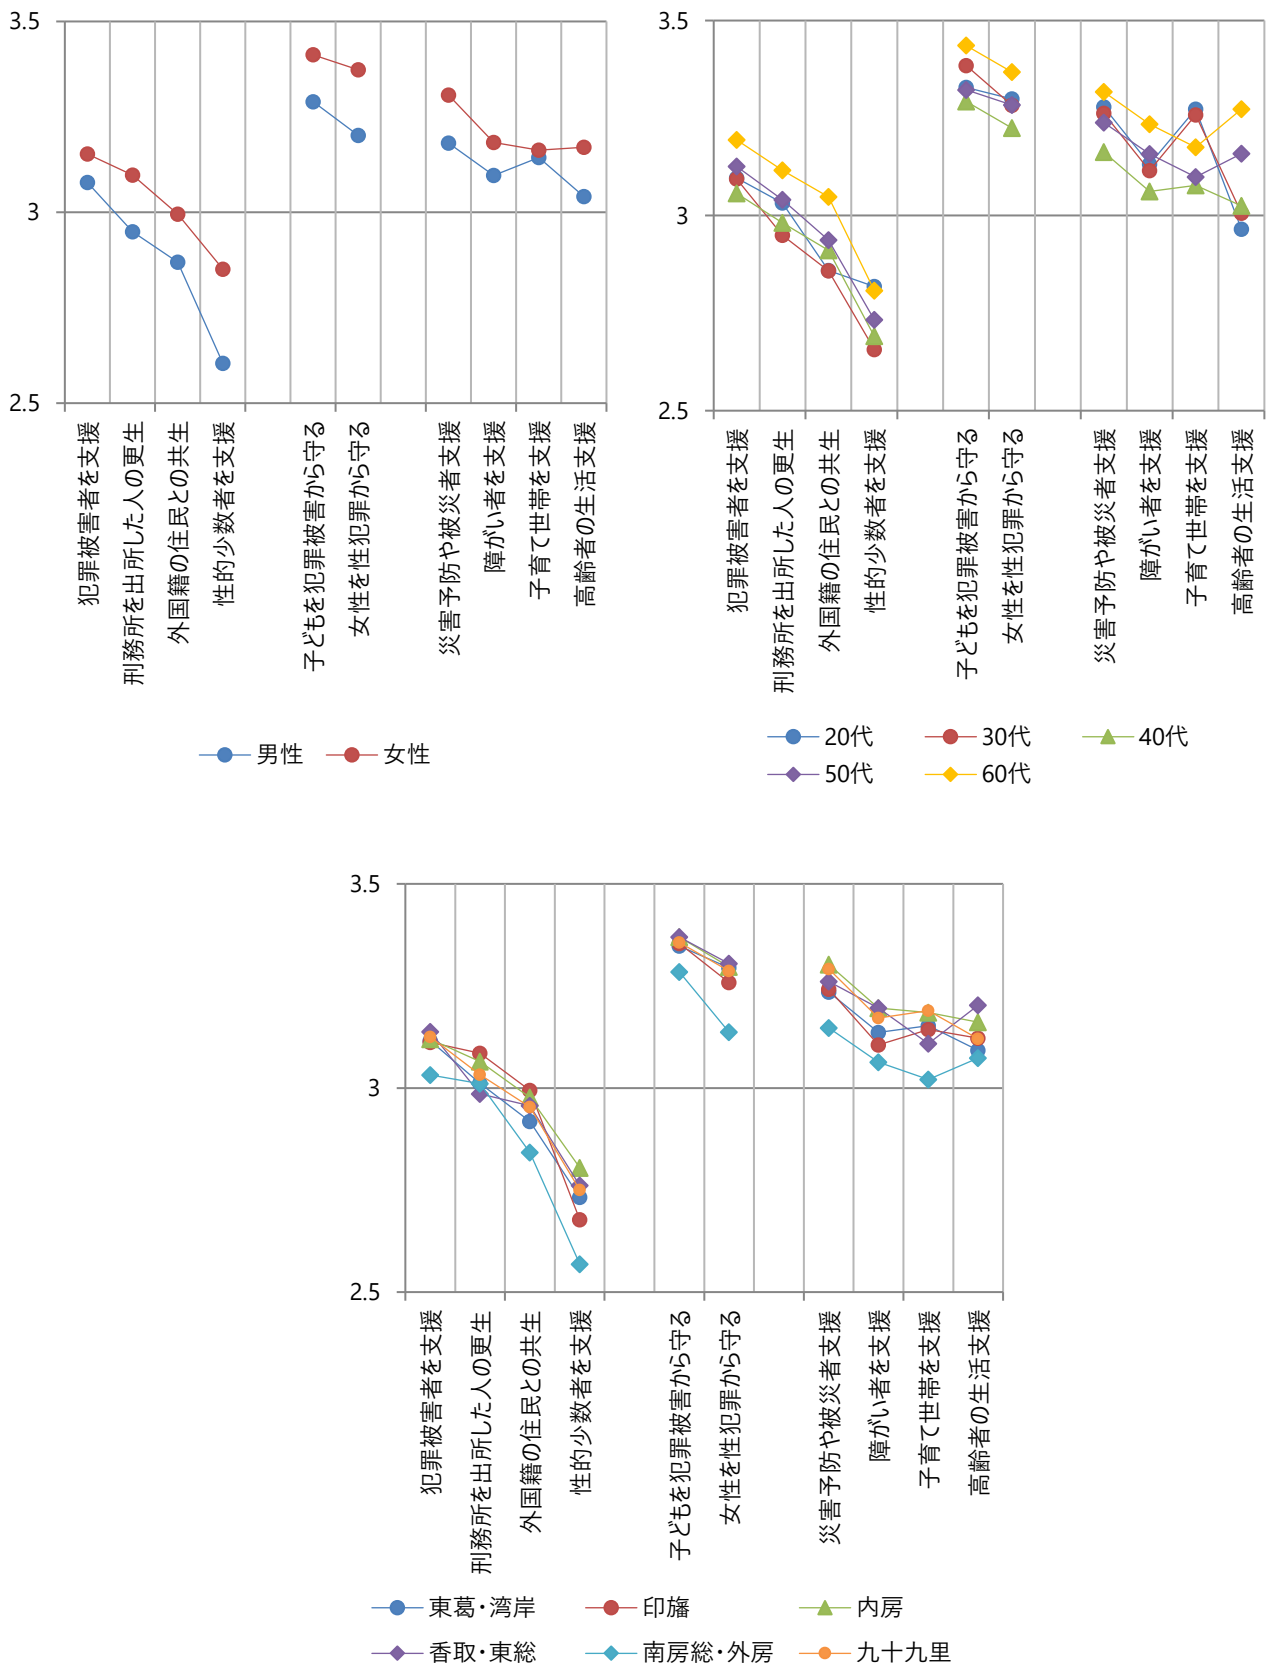 3.5
3
2.5
犯罪被害者を支援
刑務所を出所した人の更生
外国籍の住民との共生
性的少数者を支援
子どもを犯罪被害から守る
女性を性犯罪から守る
災害予防や被災者支援
障がい者を支援
子育て世帯を支援
高齢者の生活支援
男性
女性
3.5
3
2.5
犯罪被害者を支援
刑務所を出所した人の更生
外国籍の住民との共生
性的少数者を支援
子どもを犯罪被害から守る
女性を性犯罪から守る
災害予防や被災者支援
障がい者を支援
子育て世帯を支援
高齢者の生活支援
20代 30代 40代
50代 60代
3.5
3
2.5
犯罪被害者を支援
刑務所を出所した人の更生
外国籍の住民との共生
性的少数者を支援
子どもを犯罪被害から守る
女性を性犯罪から守る
災害予防や被災者支援
障がい者を支援
子育て世帯を支援
高齢者の生活支援
東葛・湾岸 印旛 内房
香取・東総 南房総・外房 九十九里